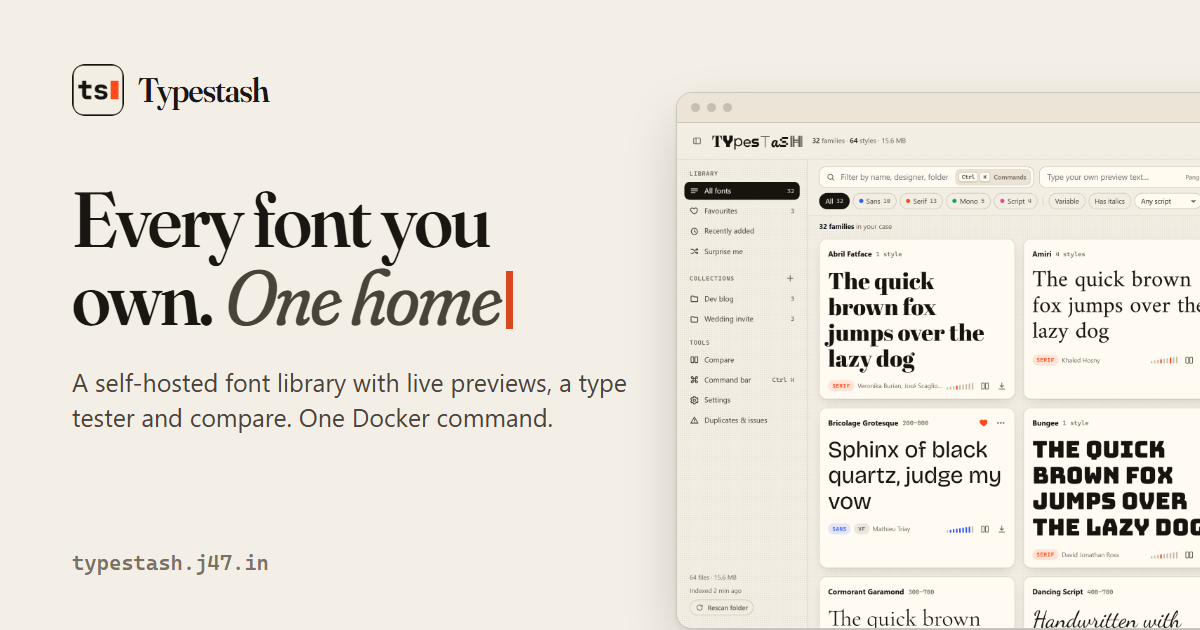 ts
Typestash
Every font you
own. One home
A self-hosted font library with live previews, a type
tester and compare. One Docker command.
typestash.j47.in
TYpesTaSH
32 families · 64 styles · 15.6 MB
LIBRARY
All fonts 32
Favourites 3
Recently added
Surprise me
COLLECTIONS +
Dev blog 3
Wedding invite 3
TOOLS
Compare
Command bar Ctrl K
Settings
Duplicates & issues
64 files · 15.6 MB
Indexed 2 min ago
Rescan folder
Filter by name, designer, folder Ctrl K Commands
Type your own preview text... Pang
All 32 Sans 10 Serif 13 Mono 5 Script 4 Variable Has italics Any script
32 families in your case
Abril Fatface 1 style
The quick
brown fox
jumps over the
lazy dog
SERIF Veronika Burian, José Scaglio...
Amiri 4 styles
The quick brown
fox jumps over the
lazy dog
SERIF Khaled Hosny
Bricolage Grotesque 200–800
Sphinx of black
quartz, judge my
vow
SANS VF Mathieu Triay
Bungee 1 style
THE QUICK
BROWN FOX
JUMPS OVER
THE LAZY DOG
SERIF David Jonathan Ross
Cormorant Garamond 300–700
The quick brown
Dancing Script 400–700
Handwritten with